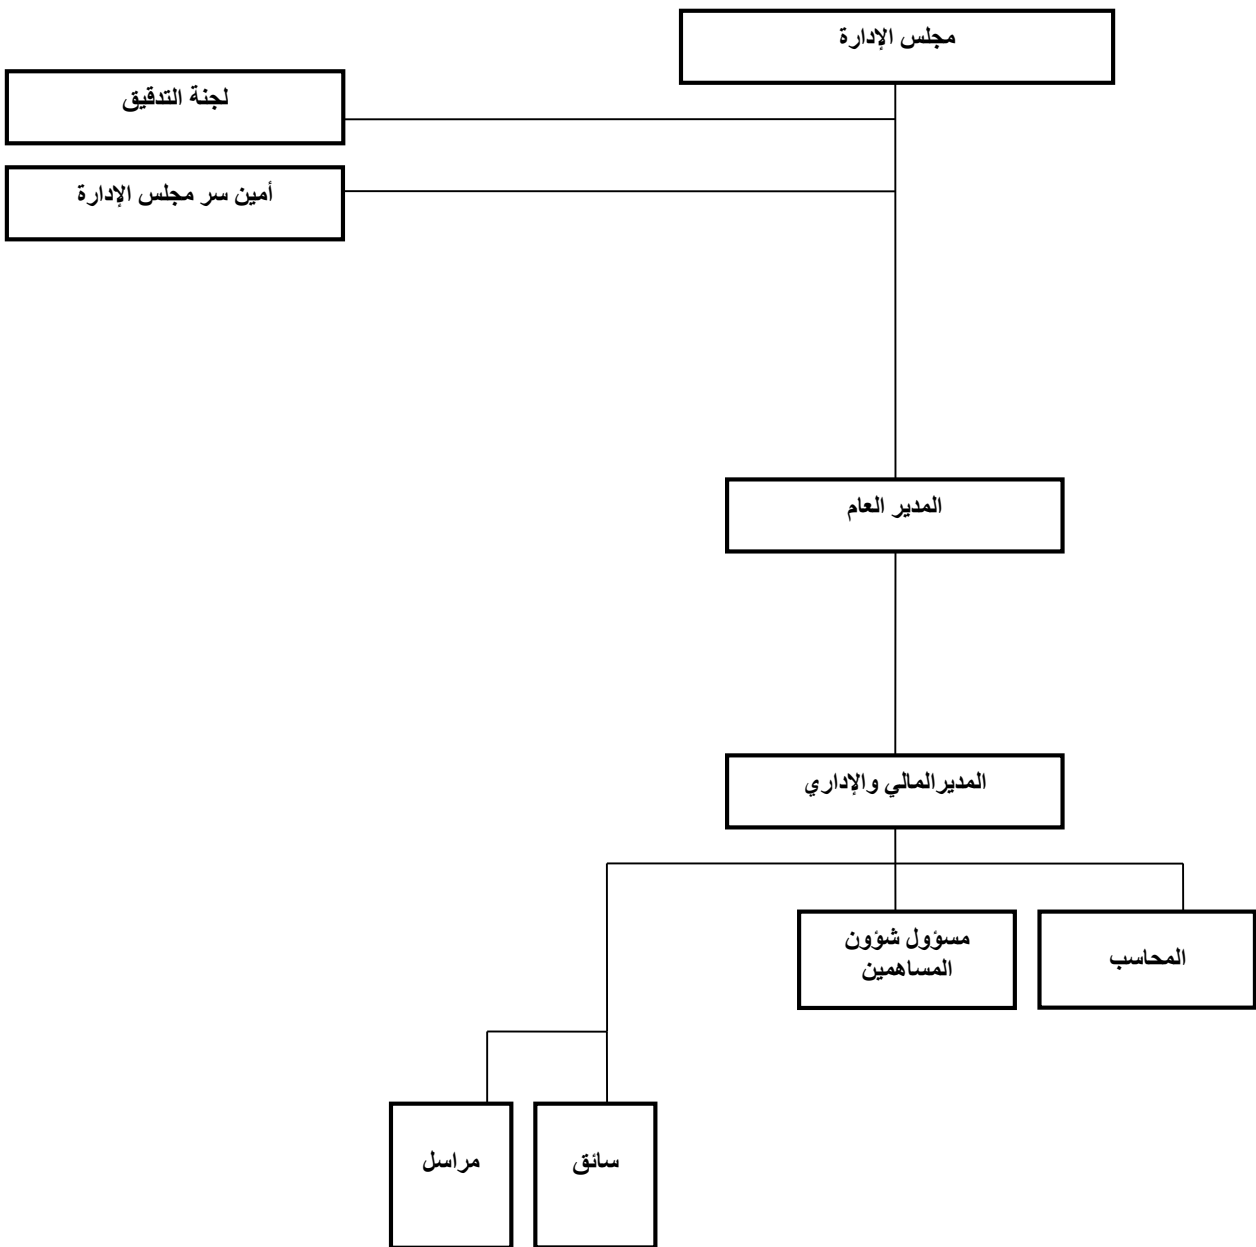 مجلس الإدارة
لجنة التدقيق
أمين سر مجلس الإدارة
المدير العام
المديرالمالي والإداري
المحاسب
مسؤول شؤون
المساهمين
سائق
مراسل